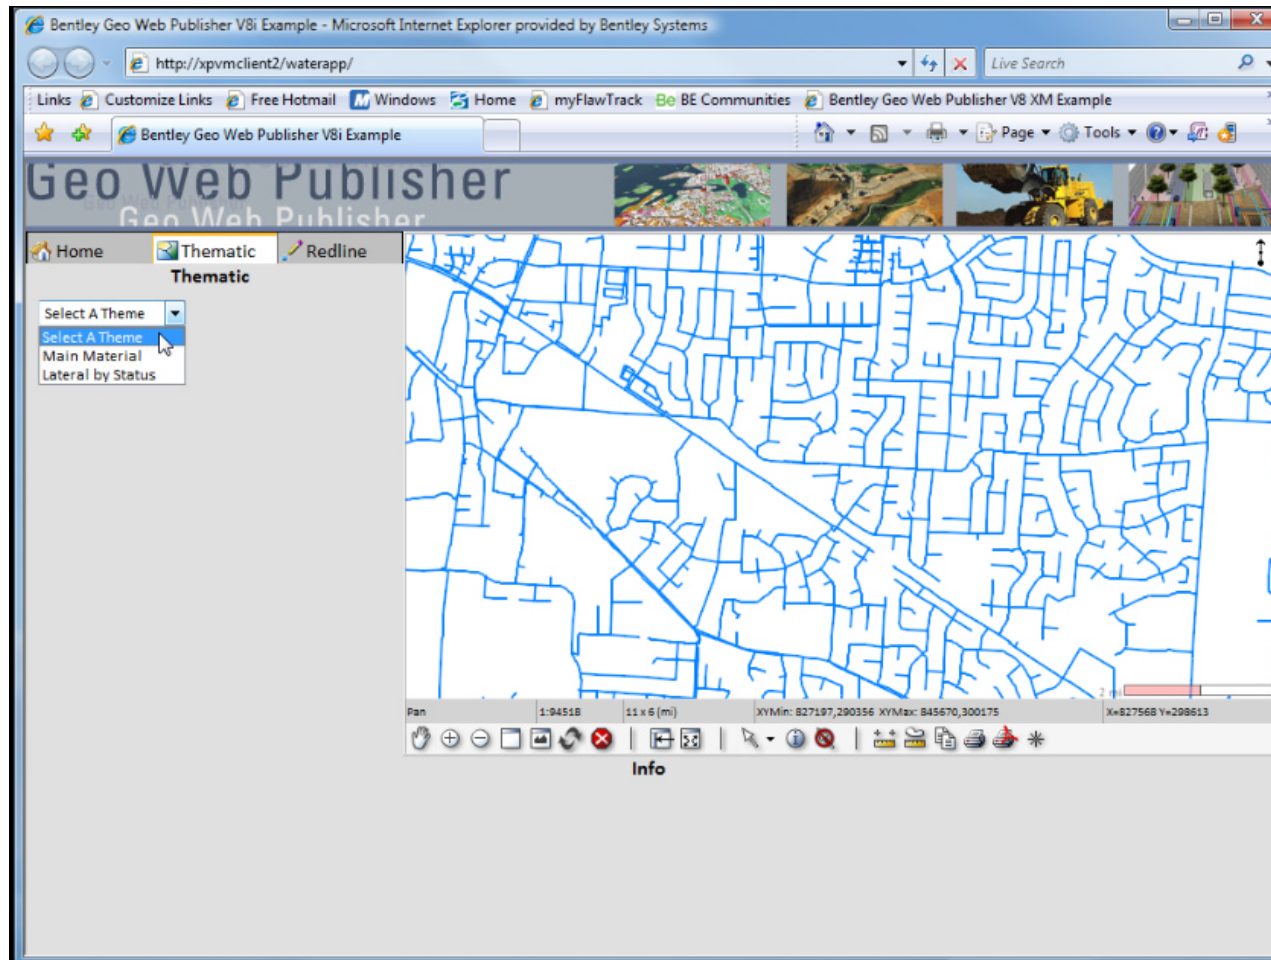 Bentley Geo Web Publisher V8i Example - Microsoft Internet Explorer provided by Bentley Systems
http://xpvmclient2/waterapp/
Live Search
Links Customize Links Free Hotmail Windows Home myFlawTrack BE Communities Bentley Geo Web Publisher V8 XM Example
Bentley Geo Web Publisher V8i Example
Page Tools
Geo Web Publisher
Geo Web Publisher
Home Thematic Redline
Thematic
Select A Theme
Select A Theme
Main Material
Lateral by Status
2 mi
Pan 1:94518 11 x 6 (mi) XYMin: 827197,290356 XYMax: 845670,300175 X=827568 Y=298613
Info